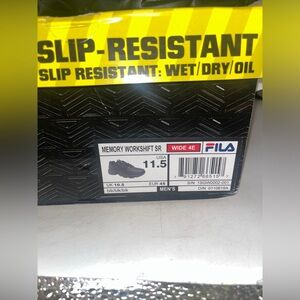 SLIP-RESISTANT
SLIP RESISTANT: WET/DRY/OIL
MEMORY WORKSHIFT SR
WIDE 4E
FILA
USA
11.5
UK 10.5
EUR 45
MEN'S